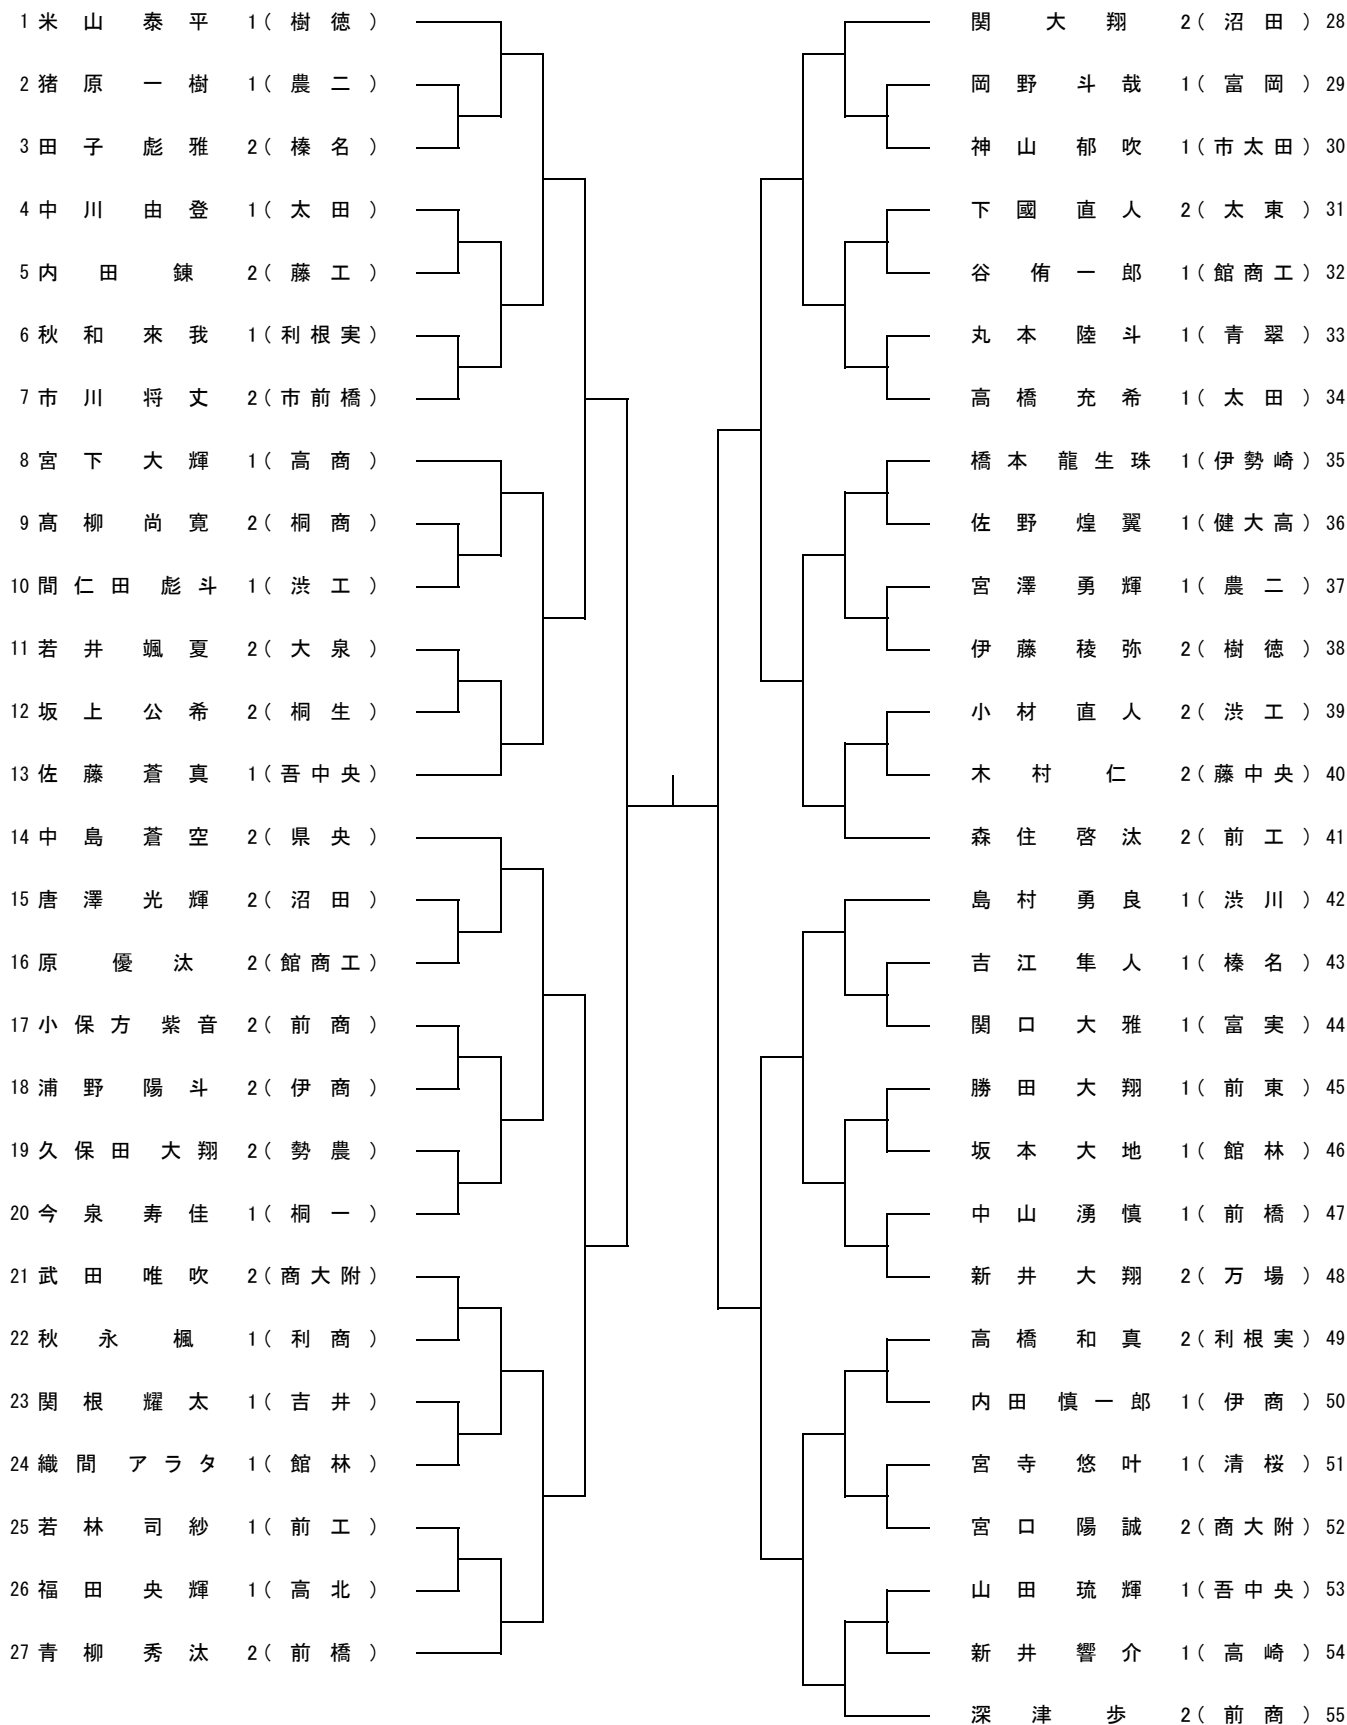 1 米山 泰平 1(樹徳)
2 猪原 一樹 1(農二)
3 田子 彪雅 2(榛名)
4 中川 由登 1(太田)
5 内田 錬 2(藤工)
6 秋和 來我 1(利根実)
7 市川 将丈 2(市前橋)
8 宮下 大輝 1(高商)
9 髙柳 尚寛 2(桐商)
10 間仁田 彪斗 1(渋工)
11 若井 颯夏 2(大泉)
12 坂上 公希 2(桐生)
13 佐藤 蒼真 1(吾中央)
14 中島 蒼空 2(県央)
15 唐澤 光輝 2(沼田)
16 原 優汰 2(館商工)
17 小保方 紫音 2(前商)
18 浦野 陽斗 2(伊商)
19 久保田 大翔 2(勢農)
20 今泉 寿佳 1(桐一)
21 武田 唯吹 2(商大附)
22 秋永 楓 1(利商)
23 関根 耀太 1(吉井)
24 織間 アラタ 1(館林)
25 若林 司紗 1(前工)
26 福田 央輝 1(高北)
27 青柳 秀汰 2(前橋)
関 大翔 2(沼田) 28
岡野 斗哉 1(富岡) 29
神山 郁吹 1(市太田) 30
下國 直人 2(太東) 31
谷 侑一郎 1(館商工) 32
丸本 陸斗 1(青翠) 33
高橋 充希 1(太田) 34
橋本 龍生珠 1(伊勢崎) 35
佐野 煌翼 1(健大高) 36
宮澤 勇輝 1(農二) 37
伊藤 稜弥 2(樹徳) 38
小材 直人 2(渋工) 39
木村 仁 2(藤中央) 40
森住 啓汰 2(前工) 41
島村 勇良 1(渋川) 42
吉江 隼人 1(榛名) 43
関口 大雅 1(富実) 44
勝田 大翔 1(前東) 45
坂本 大地 1(館林) 46
中山 湧慎 1(前橋) 47
新井 大翔 2(万場) 48
高橋 和真 2(利根実) 49
内田 慎一郎 1(伊商) 50
宮寺 悠叶 1(清桜) 51
宮口 陽誠 2(商大附) 52
山田 琉輝 1(吾中央) 53
新井 響介 1(高崎) 54
深津 歩 2(前商) 55